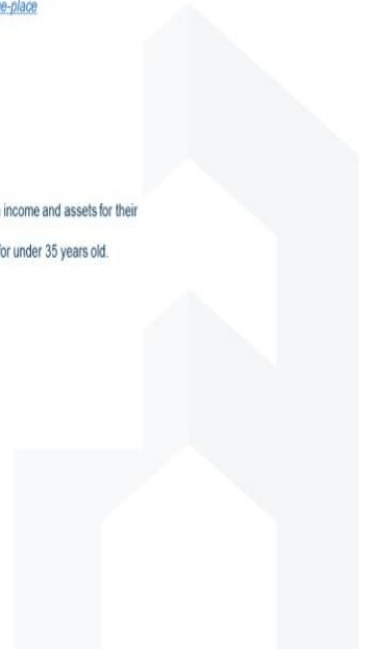 e-place
income and assets for their
for under 35 years old.